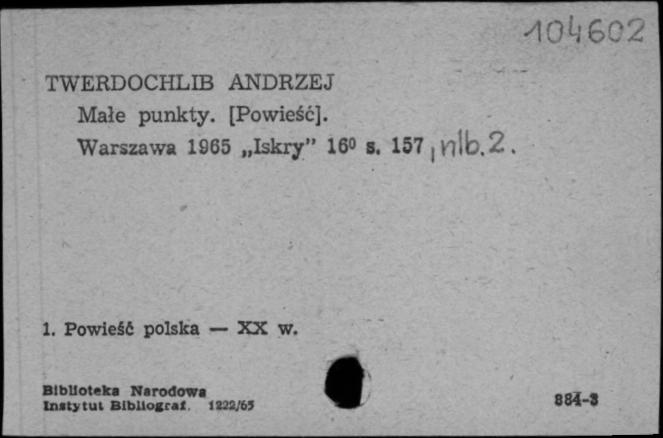 104602
TWERDOCHLIB ANDRZEJ
Małe punkty. [Powieść].
Warszawa 1965 „Iskry” 16⁰ s. 157, nlb. 2.
1. Powieść polska — XX w.
Biblioteka Narodowa
Instytut Bibliograf. 1222/65
884-3